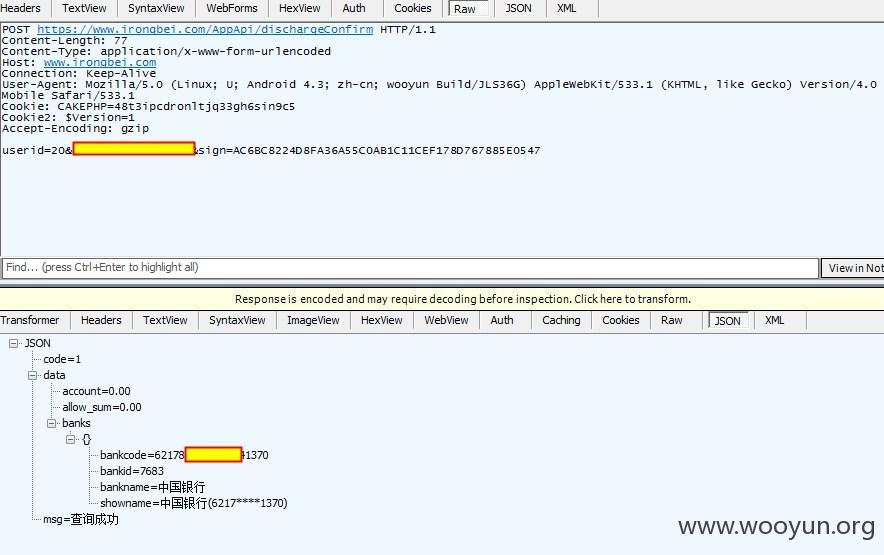 Headers TextView SyntaxView WebForms HexView Auth Cookies Raw JSON XML
POST https://www.irongbei.com/AppApi/dischargeConfirm HTTP/1.1
Content-Length: 77
Content-Type: application/x-www-form-urlencoded
Host: www.irongbei.com
Connection: Keep-Alive
User-Agent: Mozilla/5.0 (Linux; U; Android 4.3; zh-cn; wooyun Build/JLS36G) AppleWebKit/533.1 (KHTML, like Gecko) Version/4.0
Mobile Safari/533.1
Cookie: CAKEPHP=48t3ipcdronltjq33gh6sin9c5
Cookie2: $Version=1
Accept-Encoding: gzip
userid=20& &sign=AC6BC8224D8FA36A55C0AB1C11CEF178D767885E0547
Find... (press Ctrl+Enter to highlight all) View in Not
Response is encoded and may require decoding before inspection. Click here to transform.
Transformer Headers TextView SyntaxView ImageView HexView WebView Auth Caching Cookies Raw JSON XML
JSON
code=1
data
account=0.00
allow_sum=0.00
banks
{}
bankcode=62178 41370
bankid=7683
bankname=中国银行
showname=中国银行(6217****1370)
msg=查询成功
www.wooyun.org